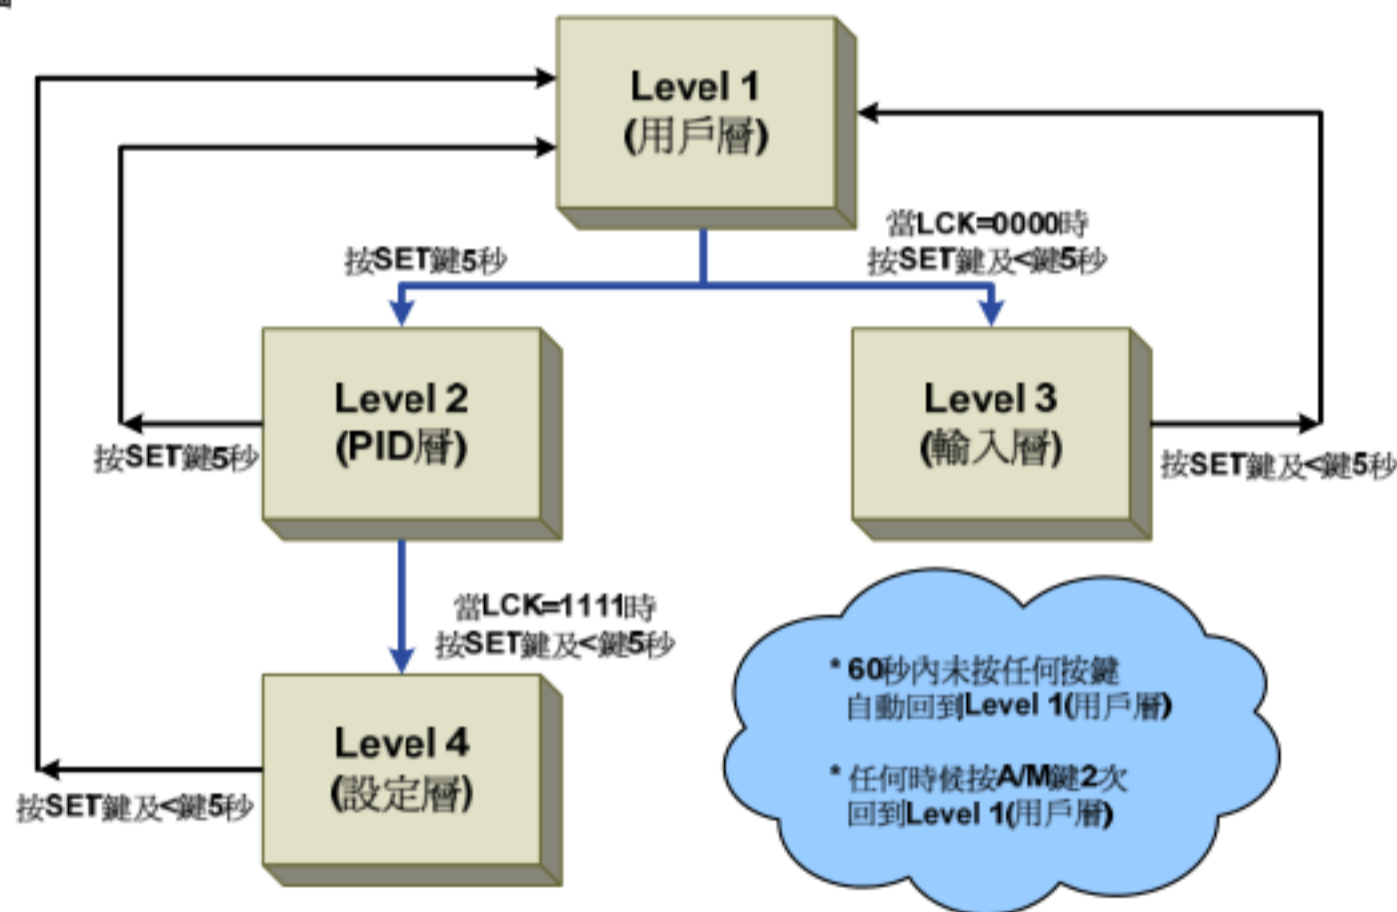 Level 1
(用戶層)
當LCK=0000時
按SET鍵5秒
按SET鍵及<鍵5秒
Level 2
(PID層)
Level 3
(輸入層)
按SET鍵5秒
按SET鍵及<鍵5秒
當LCK=1111時
按SET鍵及<鍵5秒
* 60秒內未按任何按鍵
自動回到Level 1(用戶層)
Level 4
(設定層)
* 任何時候按A/M鍵2次
回到Level 1(用戶層)
按SET鍵及<鍵5秒